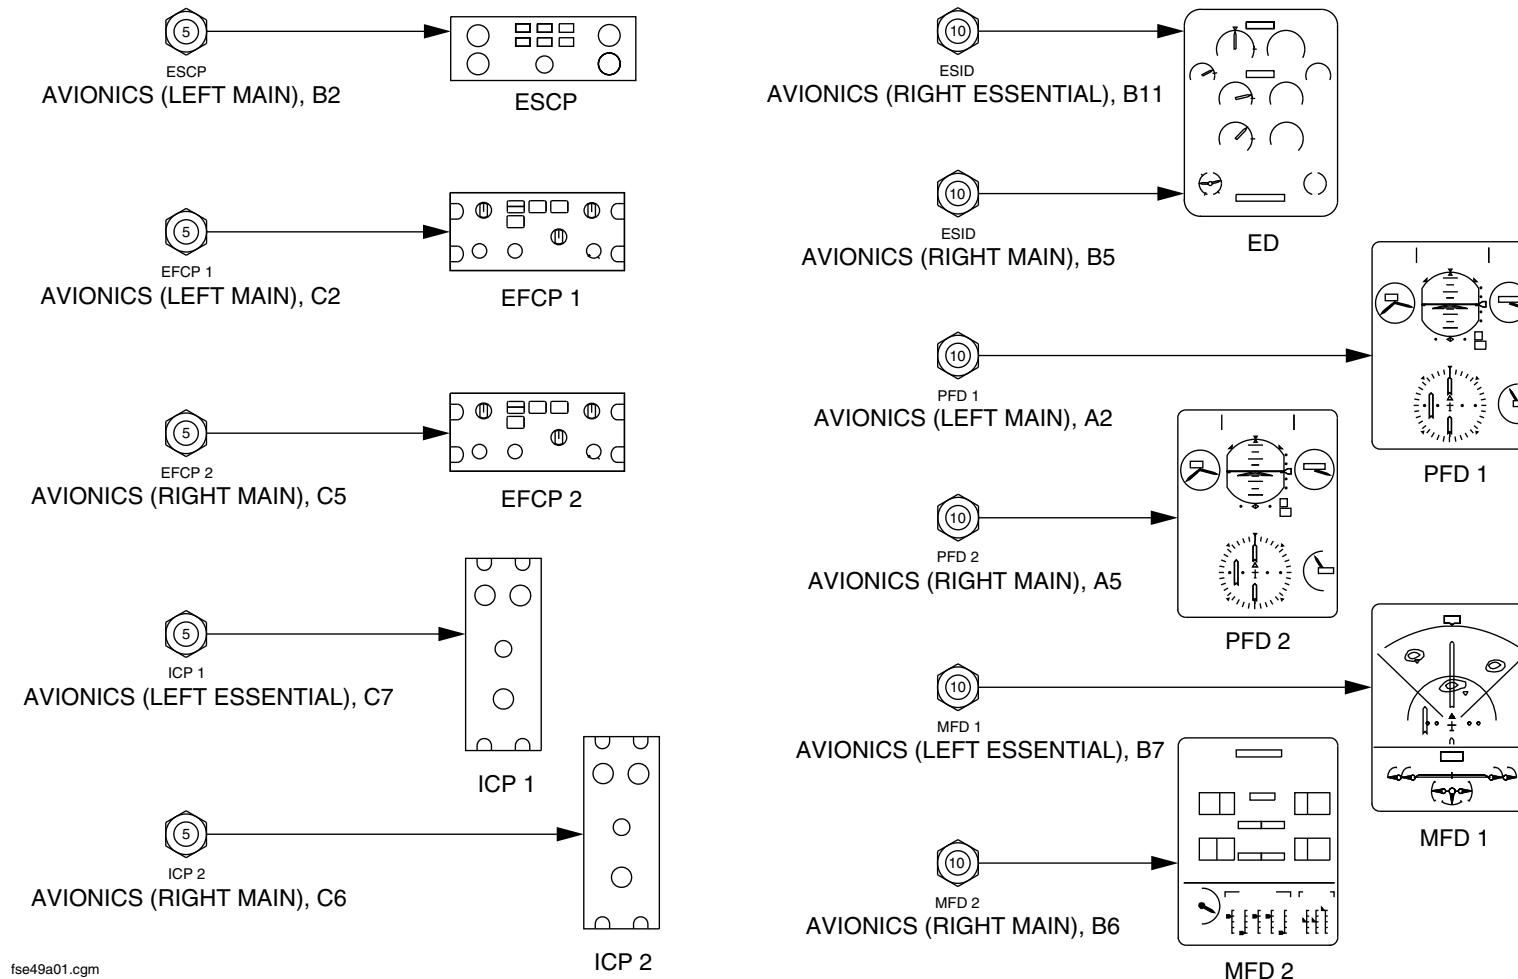 5
ESCP
AVIONICS (LEFT MAIN), B2
ESCP
5
EFCP 1
AVIONICS (LEFT MAIN), C2
EFCP 1
5
EFCP 2
AVIONICS (RIGHT MAIN), C5
EFCP 2
5
ICP 1
AVIONICS (LEFT ESSENTIAL), C7
ICP 1
5
ICP 2
AVIONICS (RIGHT MAIN), C6
ICP 2
10
ESID
AVIONICS (RIGHT ESSENTIAL), B11
10
ESID
AVIONICS (RIGHT MAIN), B5
ED
10
PFD 1
AVIONICS (LEFT MAIN), A2
PFD 1
10
PFD 2
AVIONICS (RIGHT MAIN), A5
PFD 2
10
MFD 1
AVIONICS (LEFT ESSENTIAL), B7
MFD 1
10
MFD 2
AVIONICS (RIGHT MAIN), B6
MFD 2
fse49a01.cgm